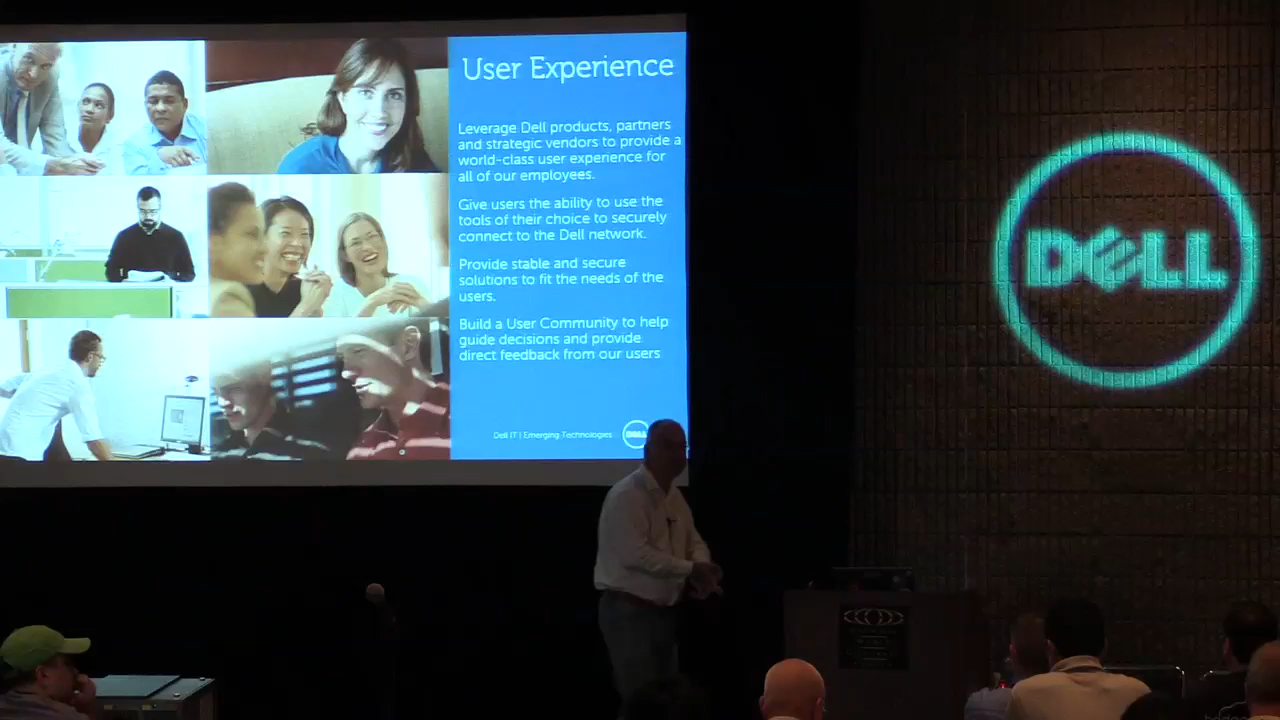 User Experience
Leverage Dell products, partners
and strategic vendors to provide a
world-class user experience for
all of our employees.
Give users the ability to use the
tools of their choice to securely
connect to the Dell network.
Provide stable and secure
solutions to fit the needs of the
users.
Build a User Community to help
guide decisions and provide
direct feedback from our users
Dell IT | Emerging Technologies
DELL
DELL